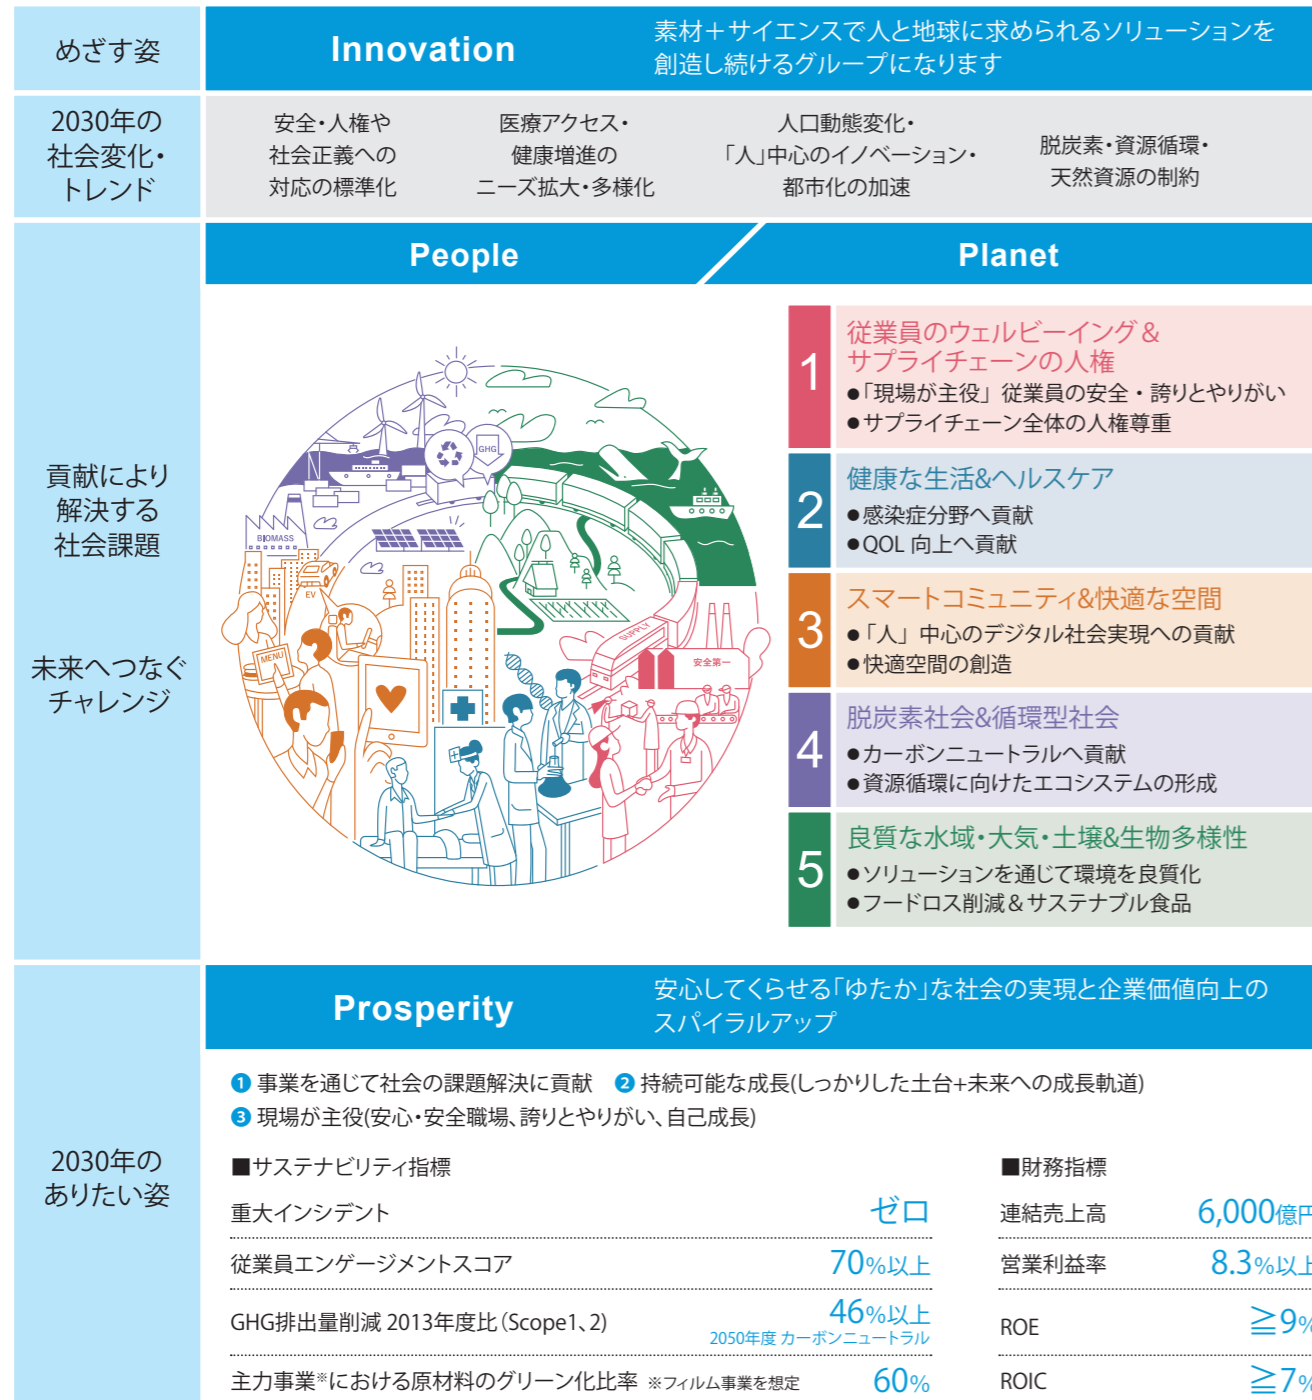 めざす姿
Innovation
素材＋サイエンスで人と地球に求められるソリューションを
創造し続けるグループになります
2030年の
社会変化・
トレンド
安全・人権や
社会正義への
対応の標準化
医療アクセス・
健康増進の
ニーズ拡大・多様化
人口動態変化・
「人」中心のイノベーション・
都市化の加速
脱炭素・資源循環・
天然資源の制約
貢献により
解決する
社会課題
未来へつなぐ
チャレンジ
People
Planet
GHG
BIOMASS
EV
MENU
SUPPLY
安全第一
1
従業員のウェルビーイング＆
サプライチェーンの人権
●「現場が主役」従業員の安全・誇りとやりがい
●サプライチェーン全体の人権尊重
2
健康な生活&ヘルスケア
●感染症分野へ貢献
●QOL 向上へ貢献
3
スマートコミュニティ&快適な空間
●「人」中心のデジタル社会実現への貢献
●快適空間の創造
4
脱炭素社会&循環型社会
●カーボンニュートラルへ貢献
●資源循環に向けたエコシステムの形成
5
良質な水域・大気・土壌&生物多様性
●ソリューションを通じて環境を良質化
●フードロス削減＆サステナブル食品
2030年の
ありたい姿
Prosperity
安心してくらせる「ゆたか」な社会の実現と企業価値向上の
スパイラルアップ
❶ 事業を通じて社会の課題解決に貢献 ❷ 持続可能な成長(しっかりした土台+未来への成長軌道)
❸ 現場が主役(安心・安全職場、誇りとやりがい、自己成長)
■サステナビリティ指標
重大インシデント ゼロ
従業員エンゲージメントスコア 70%以上
GHG排出量削減 2013年度比（Scope1、2） 46%以上
2050年度 カーボンニュートラル
主力事業※における原材料のグリーン化比率 ※フィルム事業を想定 60%
■財務指標
連結売上高 6,000億円
営業利益率 8.3%以上
ROE ≧9%
ROIC ≧7%